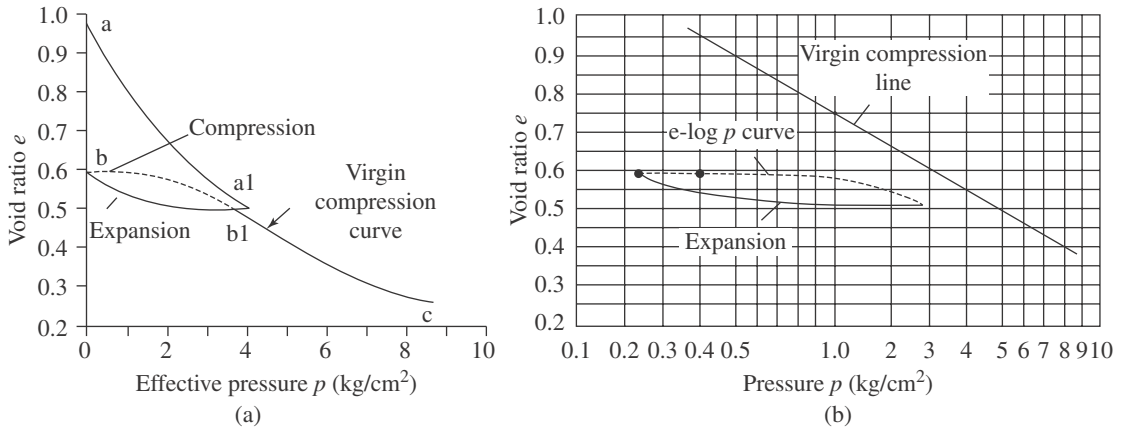 1.0
0.9
0.8
0.7
0.6
0.5
0.4
0.3
0.2
Void ratio e
a
Compression
b
a1
b1
Expansion
Virgin
compression
curve
c
0 2 4 6 8 10
Effective pressure p (kg/cm²)
(a)
1.0
0.9
0.8
0.7
0.6
0.5
0.4
0.3
0.2
Void ratio e
Virgin compression
line
e-log p curve
Expansion
0.1 0.2 0.3 0.4 0.5 1.0 2 3 4 5 6 7 8 9 10
Pressure p (kg/cm²)
(b)